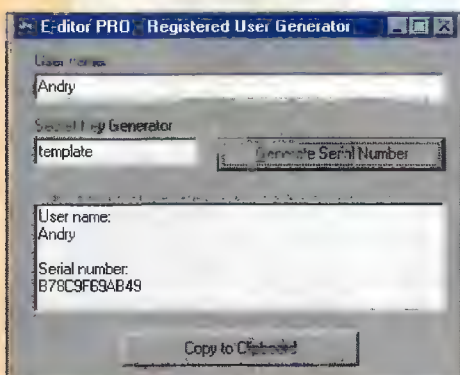 E-ditor PRO - Registered User Generator
User name
Andry
Secret Key Generator
template
Generate Serial Number
User name:
Andry
Serial number:
B78C9F69AB49
Copy to Clipboard